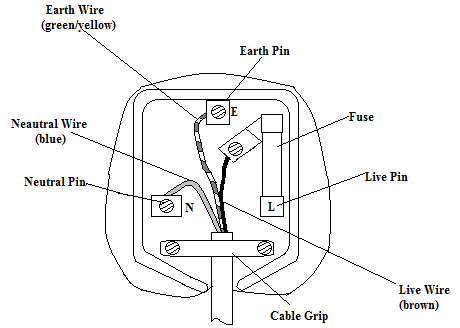 Earth Wire
(green/yellow)
Earth Pin
E
Fuse
Neautral Wire
(blue)
Neutral Pin
Live Pin
N
L
Live Wire
(brown)
Cable Grip